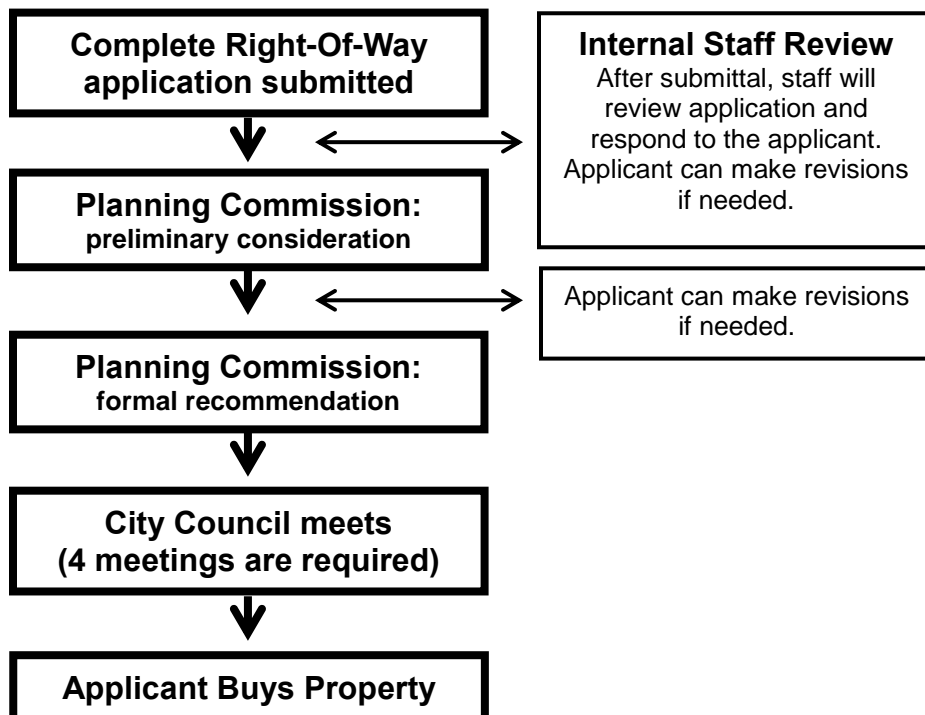 Complete Right-Of-Way
application submitted
Internal Staff Review
After submittal, staff will
review application and
respond to the applicant.
Applicant can make revisions
if needed.
Planning Commission:
preliminary consideration
Applicant can make revisions
if needed.
Planning Commission:
formal recommendation
City Council meets
(4 meetings are required)
Applicant Buys Property